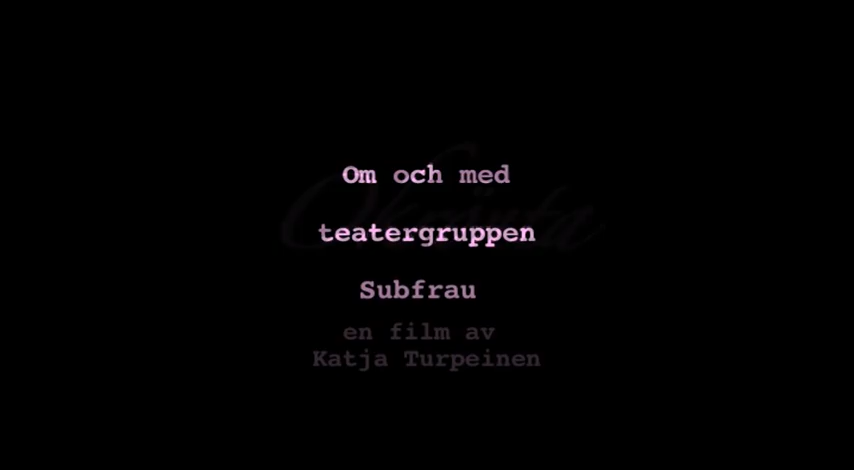 Om och med
teatergruppen
Subfrau
en film av
Katja Turpeinen